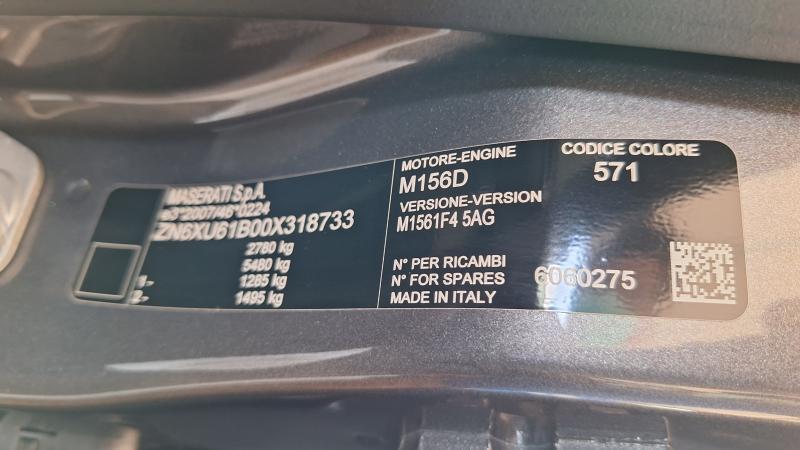 MASERATI S.p.A.
e3*2007/46*0224
ZN6XU61B00X318733
2780 kg
5480 kg
1- 1285 kg
2- 1495 kg
MOTORE-ENGINE
M156D
VERSIONE-VERSION
M1561F4 5AG
N° PER RICAMBI
N° FOR SPARES 6060275
MADE IN ITALY
CODICE COLORE
571